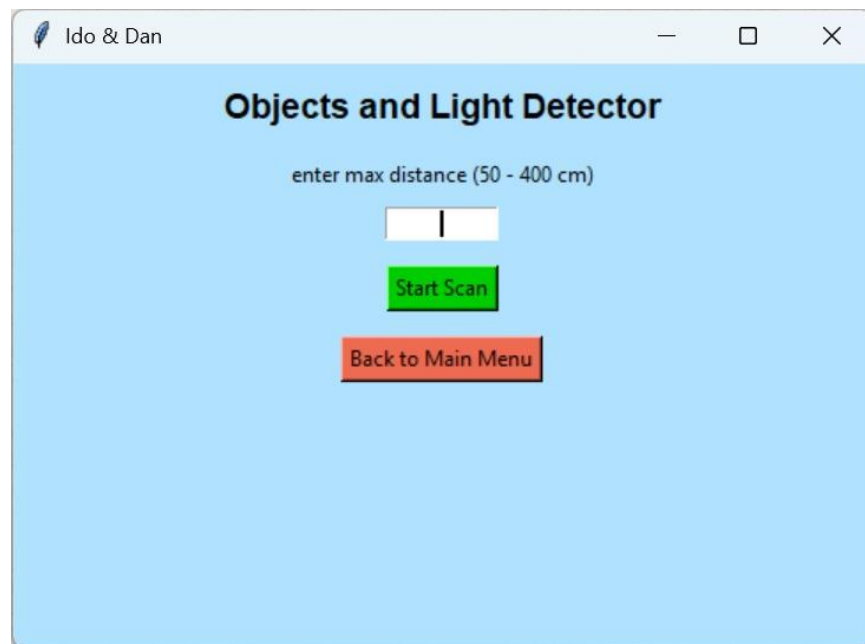 Ido & Dan
Objects and Light Detector
enter max distance (50 - 400 cm)
Start Scan
Back to Main Menu